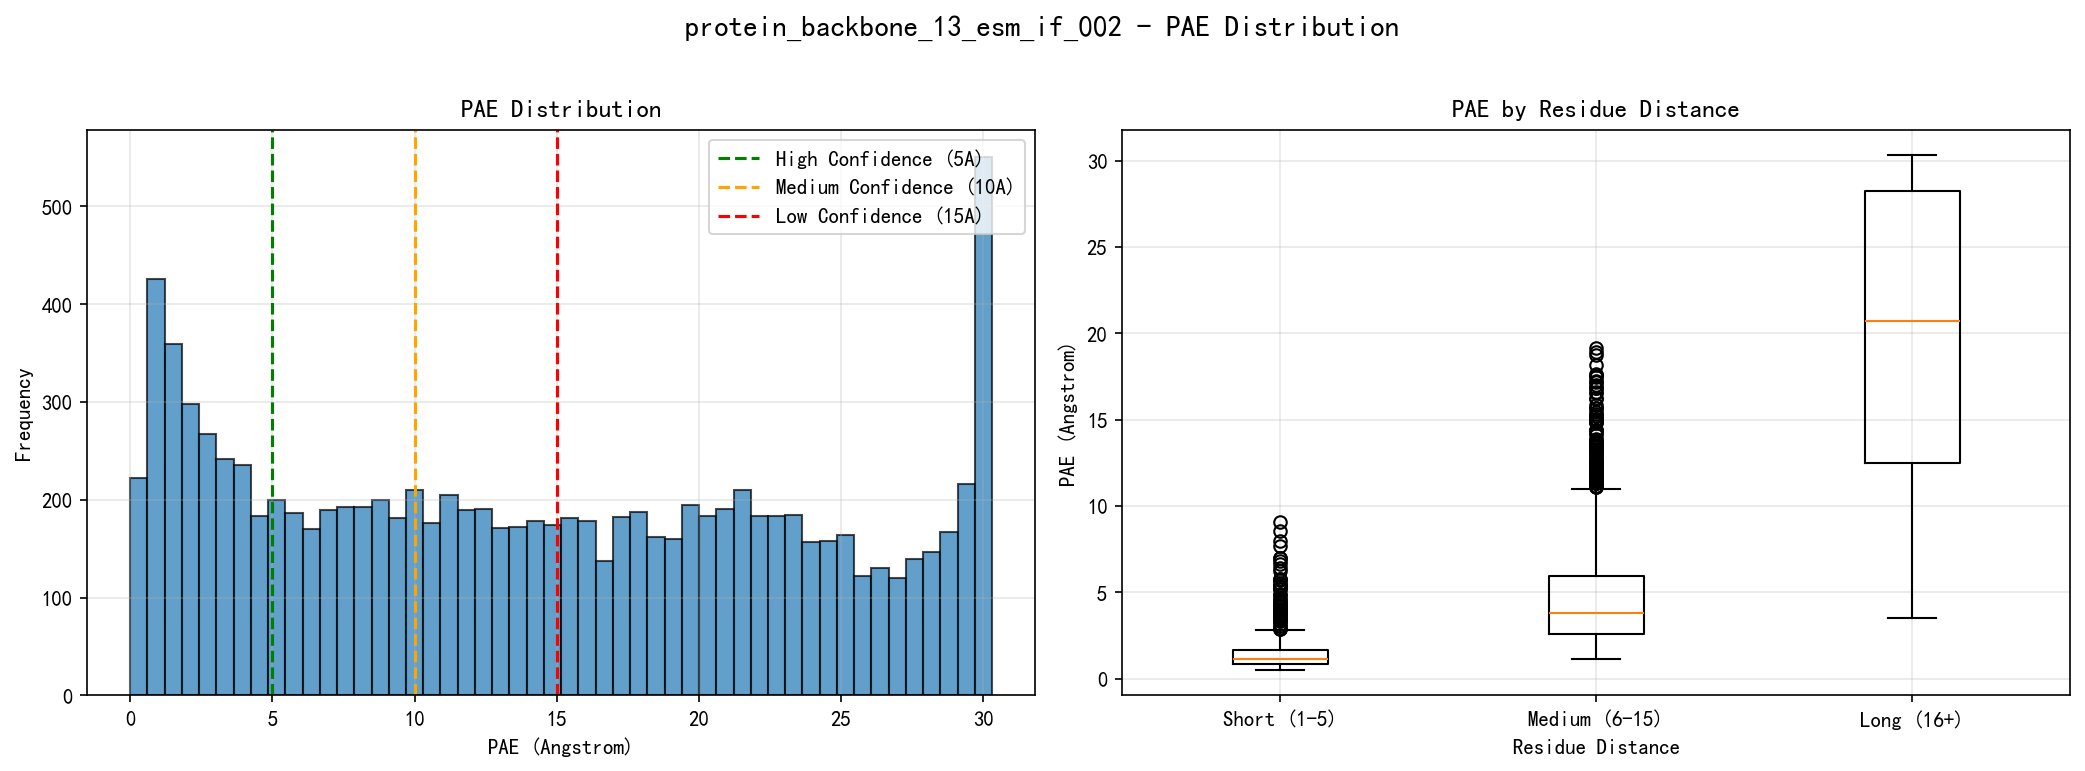 protein_backbone_13_esm_if_002 - PAE Distribution
PAE Distribution
High Confidence (5A)
Medium Confidence (10A)
Low Confidence (15A)
Frequency
0
100
200
300
400
500
0 5 10 15 20 25 30
PAE (Angstrom)
PAE by Residue Distance
PAE (Angstrom)
30
25
20
15
10
5
0
Short (1-5) Medium (6-15) Long (16+)
Residue Distance